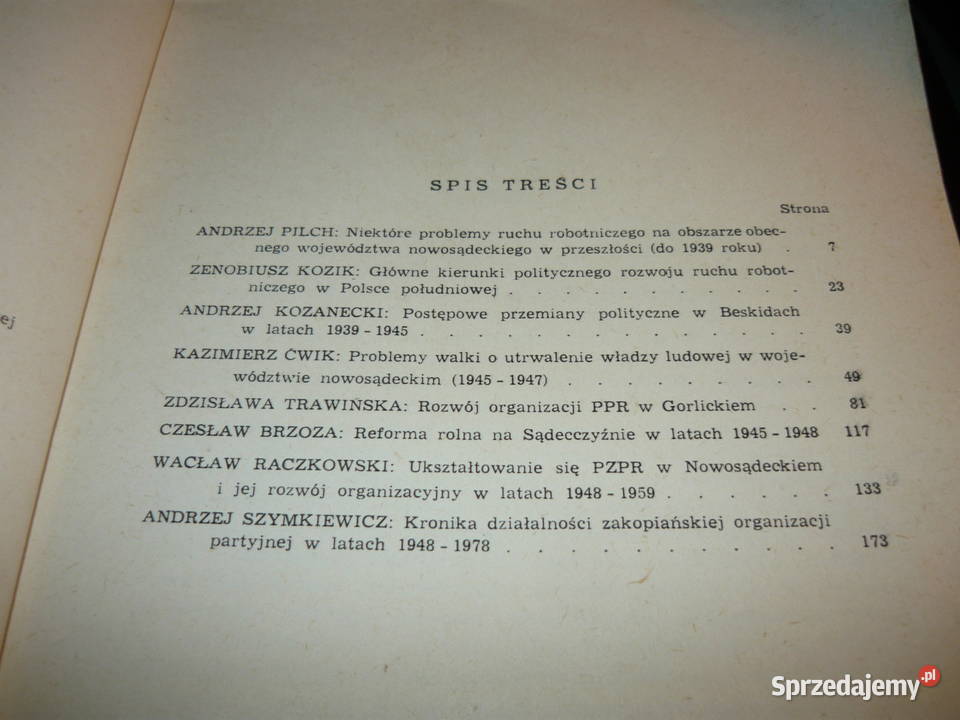 SPIS TREŚCI
Strona
ANDRZEJ PILCH: Niektóre problemy ruchu robotniczego na obszarze obec-
nego województwa nowosądeckiego w przeszłości (do 1939 roku) . 7
ZENOBIUSZ KOZIK: Główne kierunki politycznego rozwoju ruchu robot-
niczego w Polsce południowej . . . . . . . . . . . . 23
ANDRZEJ KOZANECKI: Postępowe przemiany polityczne w Beskidach
w latach 1939 - 1945 . . . . . . . . . . . . . . . 39
KAZIMIERZ ĆWIK: Problemy walki o utrwalenie władzy ludowej w woje-
wództwie nowosądeckim (1945 - 1947) . . . . . . . . . 49
ZDZISŁAWA TRAWIŃSKA: Rozwój organizacji PPR w Gorlickiem . . 81
CZESŁAW BRZOZA: Reforma rolna na Sądecczyźnie w latach 1945 - 1948 117
WACŁAW RACZKOWSKI: Ukształtowanie się PZPR w Nowosądeckiem
i jej rozwój organizacyjny w latach 1948 - 1959 . . . . . . 133
ANDRZEJ SZYMKIEWICZ: Kronika działalności zakopiańskiej organizacji
partyjnej w latach 1948 - 1978 . . . . . . . . . . . 173
ej
Sprzedajemy.pl